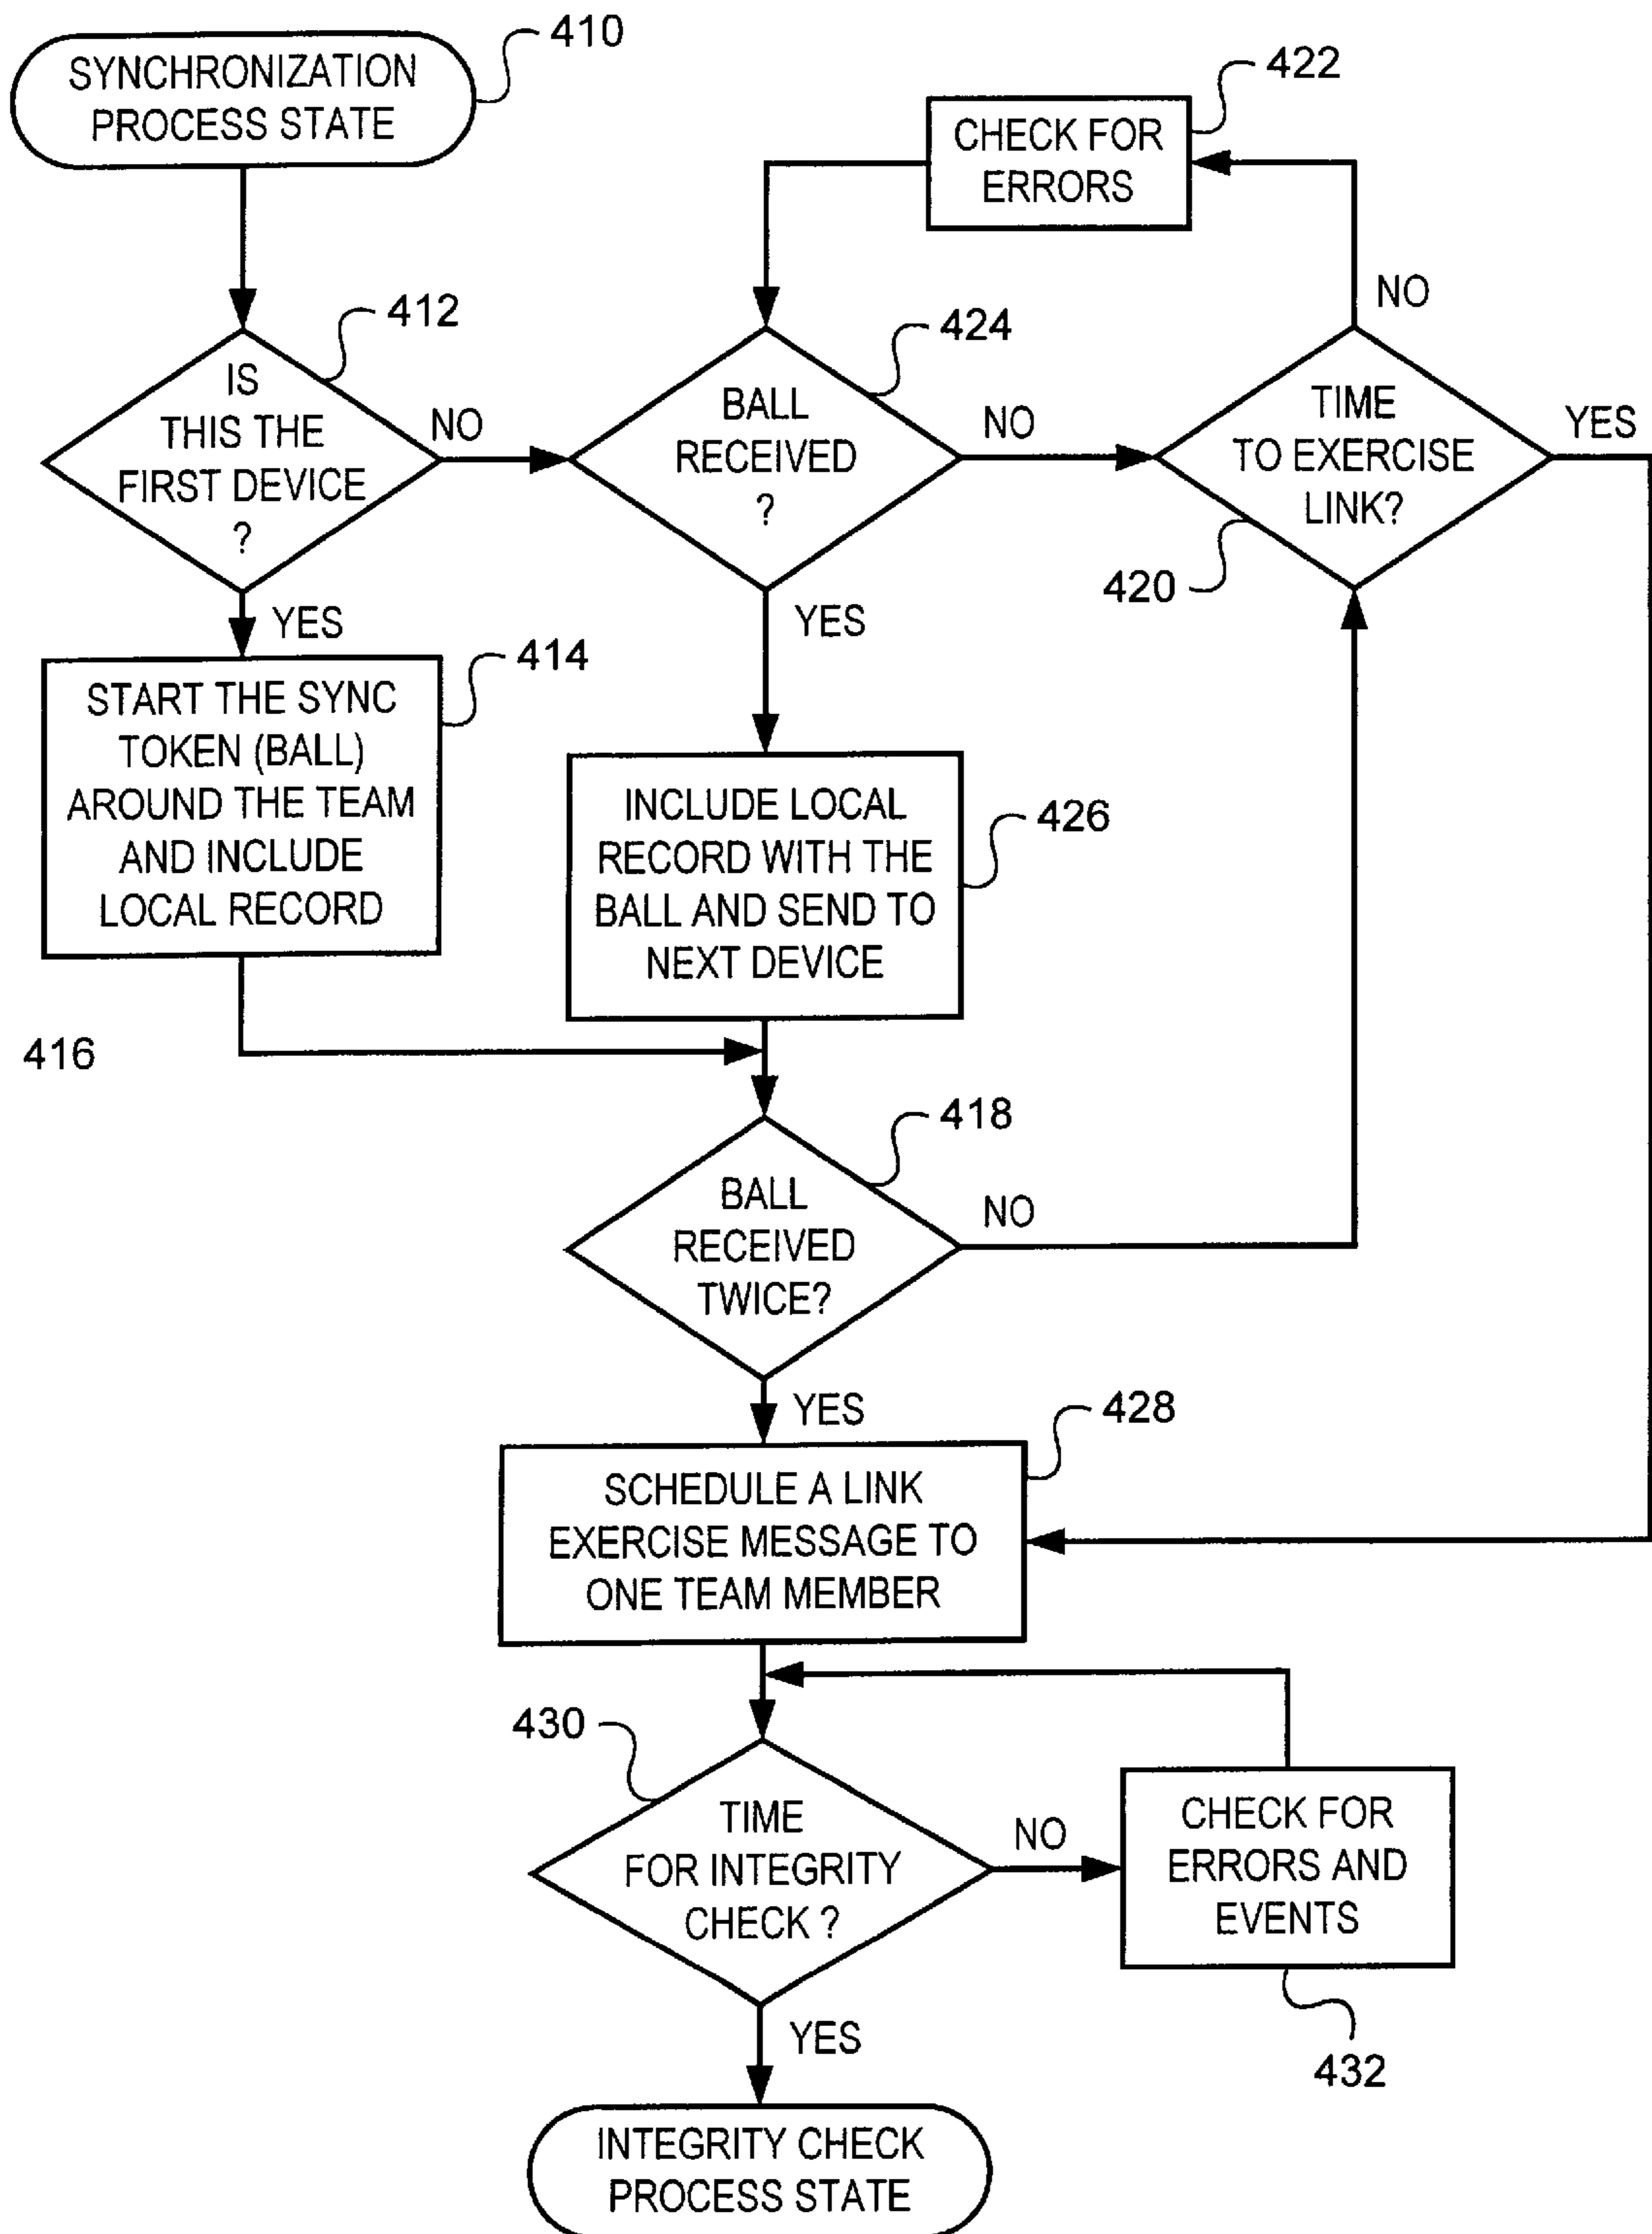 SYNCHRONIZATION
PROCESS STATE
410
CHECK FOR
ERRORS
422
IS
THIS THE
FIRST DEVICE
?
412
NO
YES
BALL
RECEIVED
?
424
NO
YES
TIME
TO EXERCISE
LINK?
420
NO
YES
START THE SYNC
TOKEN (BALL)
AROUND THE TEAM
AND INCLUDE
LOCAL RECORD
414
INCLUDE LOCAL
RECORD WITH THE
BALL AND SEND TO
NEXT DEVICE
426
416
BALL
RECEIVED
TWICE?
418
NO
YES
SCHEDULE A LINK
EXERCISE MESSAGE TO
ONE TEAM MEMBER
428
430
TIME
FOR INTEGRITY
CHECK ?
NO
YES
CHECK FOR
ERRORS AND
EVENTS
432
INTEGRITY CHECK
PROCESS STATE